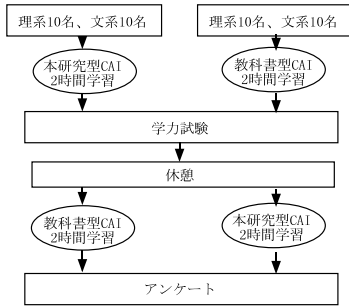 理系10名、文系10名
理系10名、文系10名
本研究型CAI
2時間学習
教科書型CAI
2時間学習
学力試験
休憩
教科書型CAI
2時間学習
本研究型CAI
2時間学習
アンケート